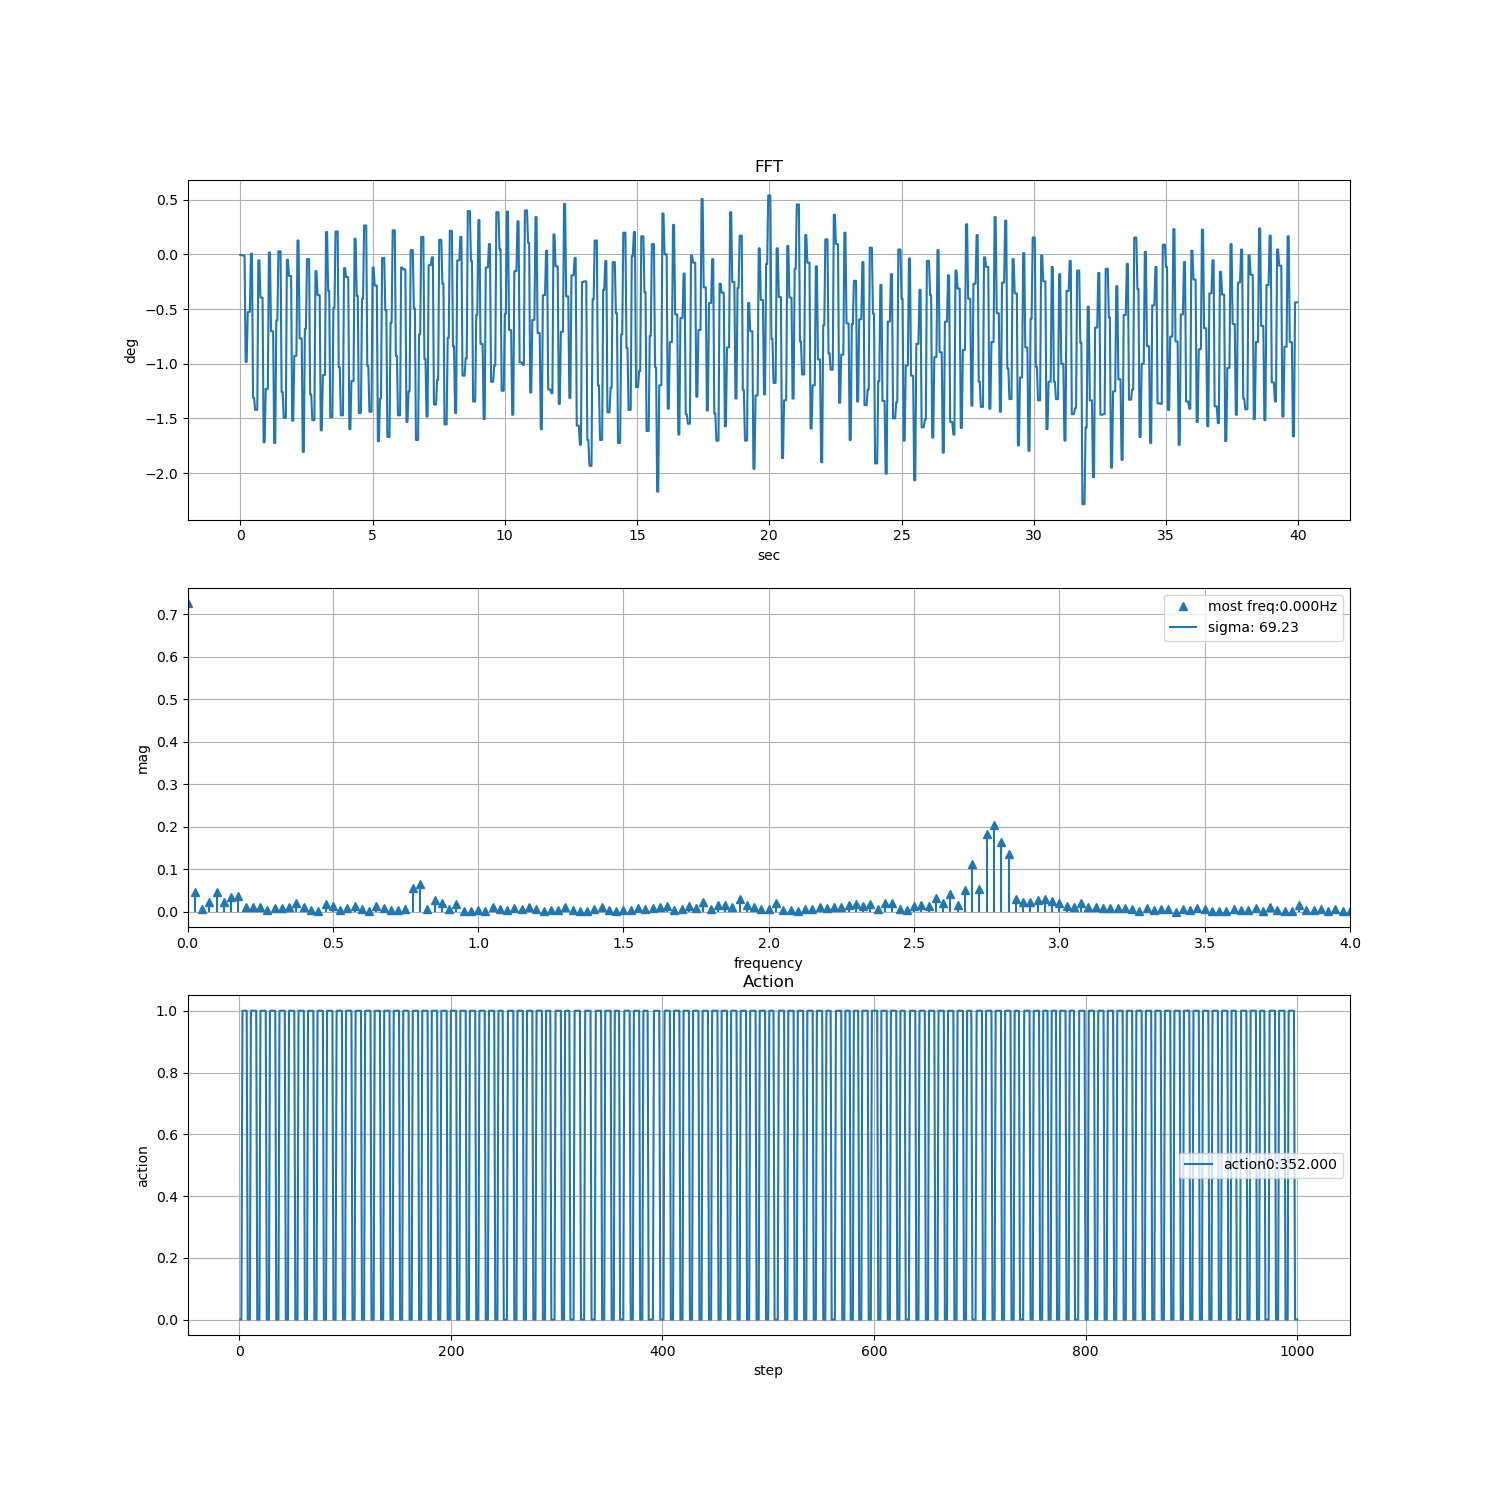 FFT
0.5
0.0
−0.5
−1.0
−1.5
−2.0
deg
0 5 10 15 20 25 30 35 40
sec
0.7
0.6
0.5
0.4
0.3
0.2
0.1
0.0
mag
most freq:0.000Hz
sigma: 69.23
0.0 0.5 1.0 1.5 2.0 2.5 3.0 3.5 4.0
frequency
Action
1.0
0.8
0.6
0.4
0.2
0.0
action
action0:352.000
0 200 400 600 800 1000
step